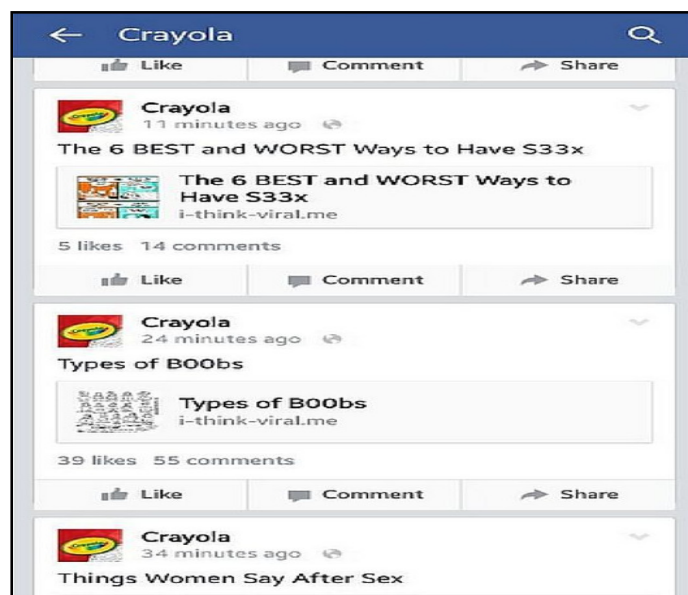 Crayola
Like Comment Share
Crayola
11 minutes ago
The 6 BEST and WORST Ways to Have S33x
The 6 BEST and WORST Ways to
Have S33x
i-think-viral.me
5 likes 14 comments
Like Comment Share
Crayola
24 minutes ago
Types of B00bs
Types of B00bs
i-think-viral.me
39 likes 55 comments
Like Comment Share
Crayola
34 minutes ago
Things Women Say After Sex